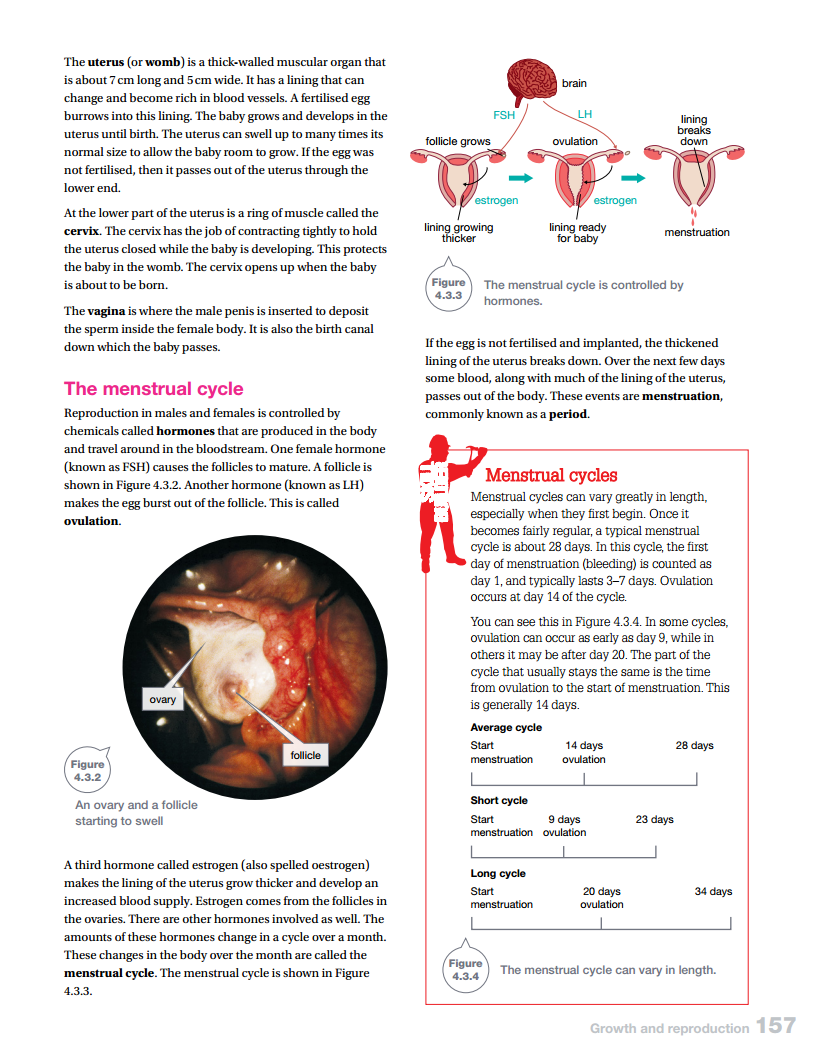 The uterus (or womb) is a thick-walled muscular organ that
is about 7 cm long and 5 cm wide. It has a lining that can
change and become rich in blood vessels. A fertilised egg
burrows into this lining. The baby grows and develops in the
uterus until birth. The uterus can swell up to many times its
normal size to allow the baby room to grow. If the egg was
not fertilised, then it passes out of the uterus through the
lower end.
At the lower part of the uterus is a ring of muscle called the
cervix. The cervix has the job of contracting tightly to hold
the uterus closed while the baby is developing. This protects
the baby in the womb. The cervix opens up when the baby
is about to be born.
The vagina is where the male penis is inserted to deposit
the sperm inside the female body. It is also the birth canal
down which the baby passes.
The menstrual cycle
Reproduction in males and females is controlled by
chemicals called hormones that are produced in the body
and travel around in the bloodstream. One female hormone
(known as FSH) causes the follicles to mature. A follicle is
shown in Figure 4.3.2. Another hormone (known as LH)
makes the egg burst out of the follicle. This is called
ovulation.
ovary
follicle
Figure
4.3.2
An ovary and a follicle
starting to swell
A third hormone called estrogen (also spelled oestrogen)
makes the lining of the uterus grow thicker and develop an
increased blood supply. Estrogen comes from the follicles in
the ovaries. There are other hormones involved as well. The
amounts of these hormones change in a cycle over a month.
These changes in the body over the month are called the
menstrual cycle. The menstrual cycle is shown in Figure
4.3.3.
brain
FSH
LH
follicle grows
ovulation
lining
breaks
down
estrogen
estrogen
lining growing
thicker
lining ready
for baby
menstruation
Figure
4.3.3
The menstrual cycle is controlled by
hormones.
If the egg is not fertilised and implanted, the thickened
lining of the uterus breaks down. Over the next few days
some blood, along with much of the lining of the uterus,
passes out of the body. These events are menstruation,
commonly known as a period.
Menstrual cycles
Menstrual cycles can vary greatly in length,
especially when they first begin. Once it
becomes fairly regular, a typical menstrual
cycle is about 28 days. In this cycle, the first
day of menstruation (bleeding) is counted as
day 1, and typically lasts 3–7 days. Ovulation
occurs at day 14 of the cycle.
You can see this in Figure 4.3.4. In some cycles,
ovulation can occur as early as day 9, while in
others it may be after day 20. The part of the
cycle that usually stays the same is the time
from ovulation to the start of menstruation. This
is generally 14 days.
Average cycle
Start 14 days 28 days
menstruation ovulation
Short cycle
Start 9 days 23 days
menstruation ovulation
Long cycle
Start 20 days 34 days
menstruation ovulation
Figure
4.3.4
The menstrual cycle can vary in length.
Growth and reproduction 157